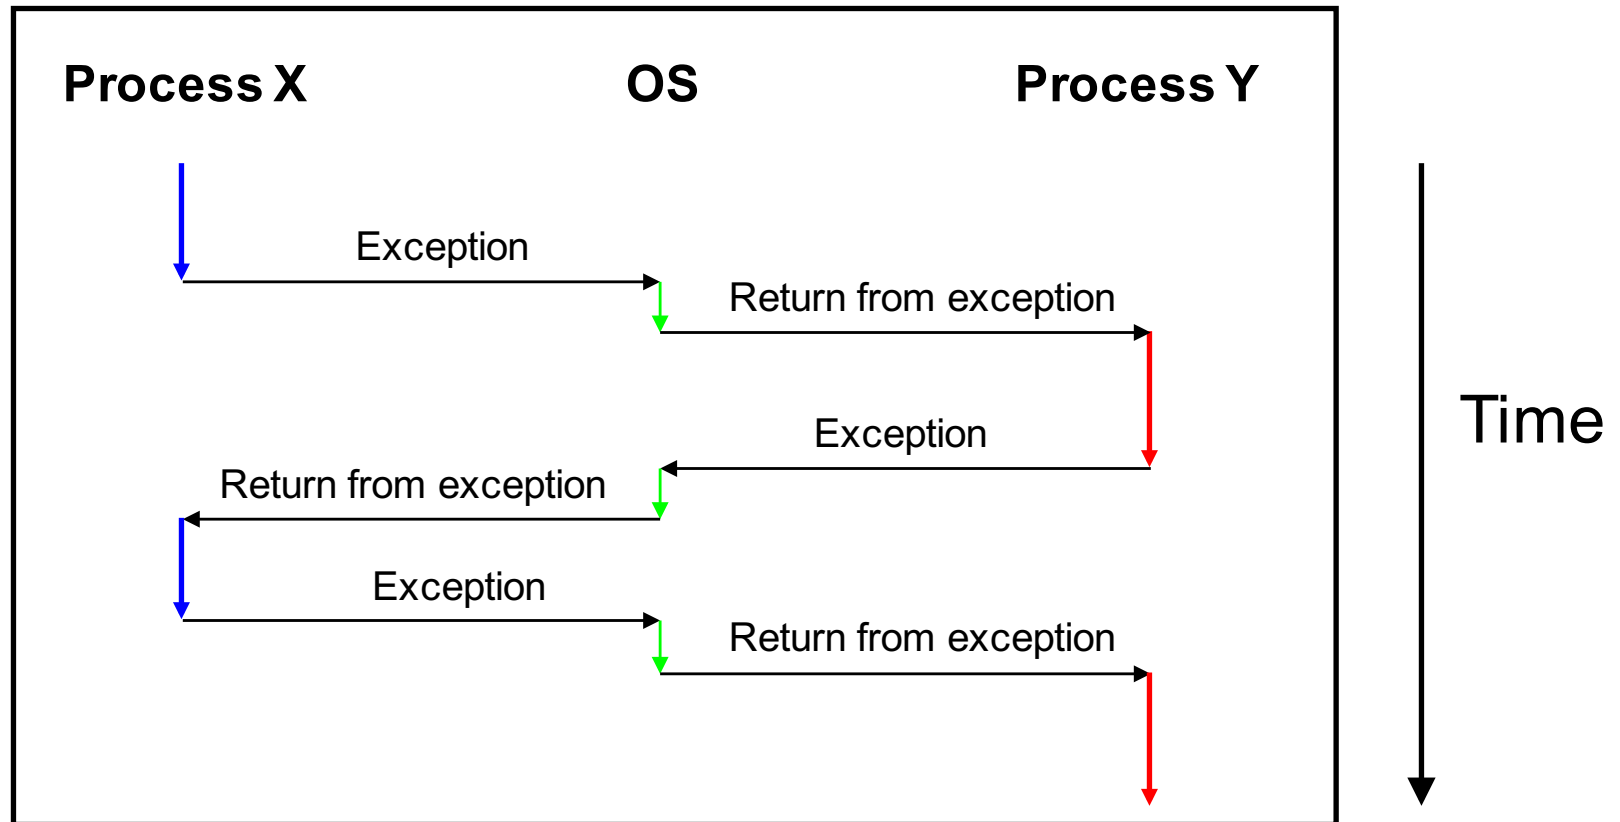 Process X
OS
Process Y
Exception
Return from exception
Time
Exception
Return from exception
Exception
Return from exception